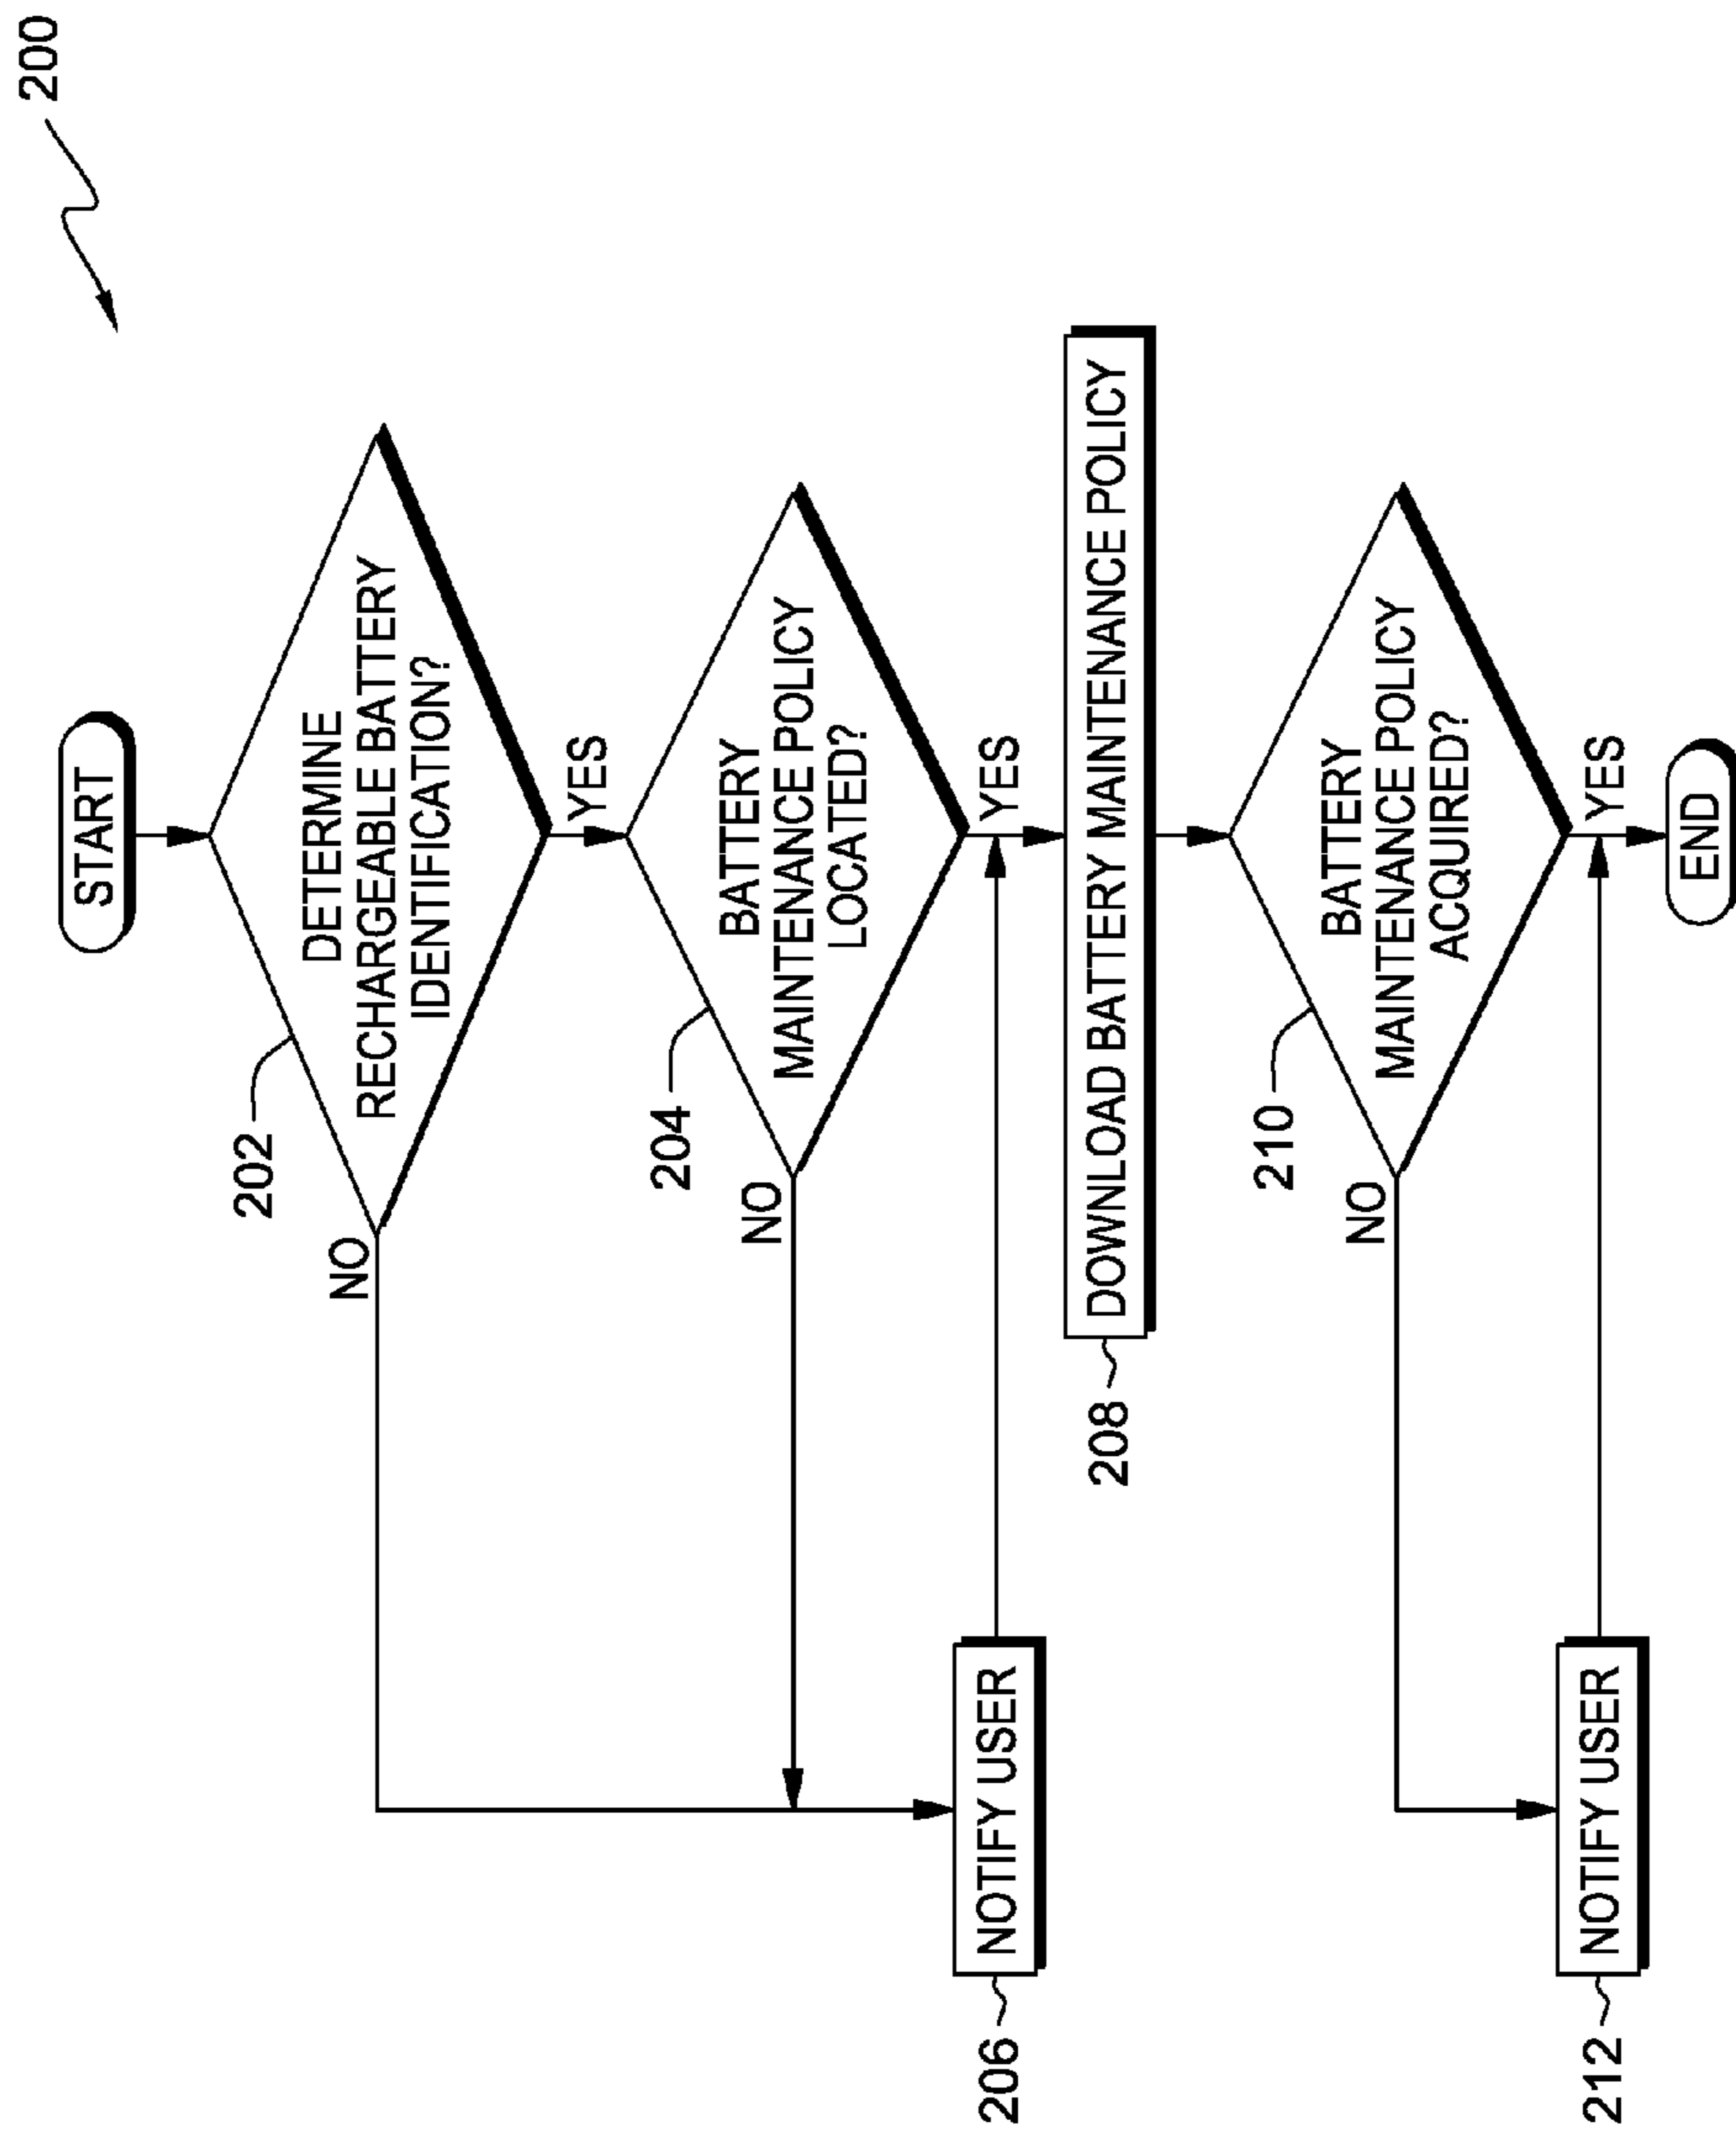 200
START
202
DETERMINE
RECHARGEABLE BATTERY
IDENTIFICATION?
NO
YES
204
BATTERY
MAINTENANCE POLICY
LOCATED?
NO
YES
206
NOTIFY USER
208
DOWNLOAD BATTERY MAINTENANCE POLICY
210
BATTERY
MAINTENANCE POLICY
ACQUIRED?
NO
YES
212
NOTIFY USER
END